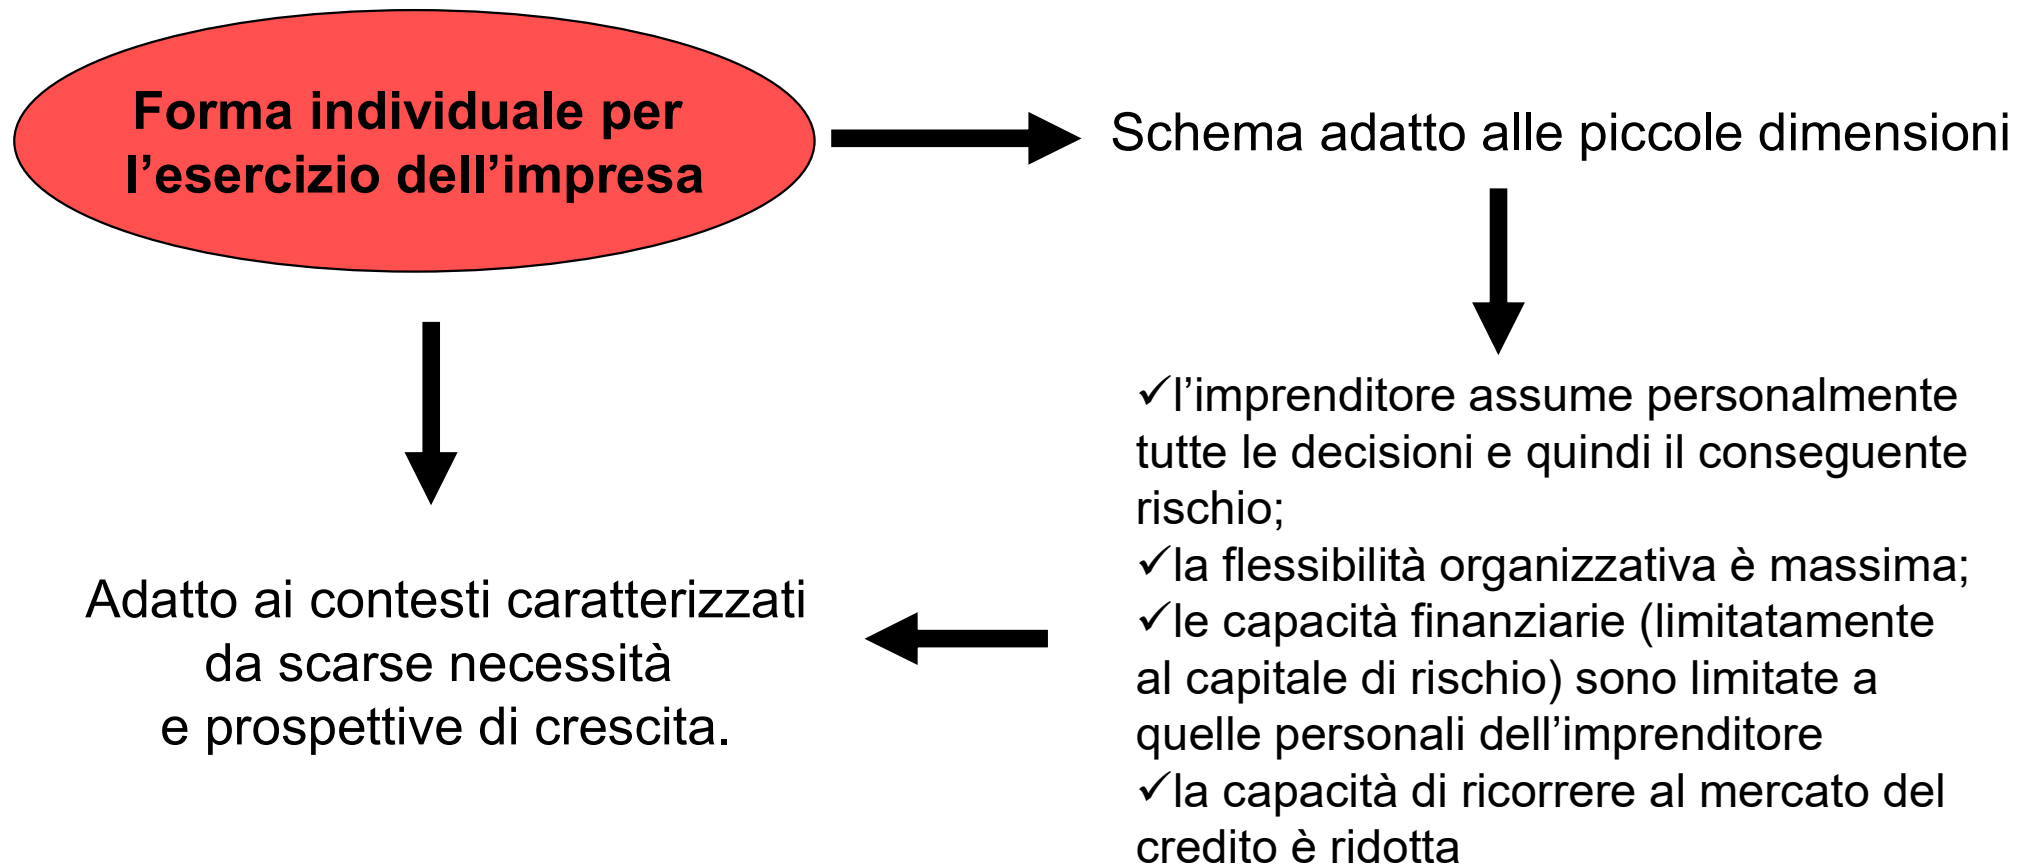 Forma individuale per
l’esercizio dell’impresa
Schema adatto alle piccole dimensioni
✓l’imprenditore assume personalmente
tutte le decisioni e quindi il conseguente
rischio;
✓la flessibilità organizzativa è massima;
✓le capacità finanziarie (limitatamente
al capitale di rischio) sono limitate a
quelle personali dell’imprenditore
✓la capacità di ricorrere al mercato del
credito è ridotta
Adatto ai contesti caratterizzati
da scarse necessità
e prospettive di crescita.